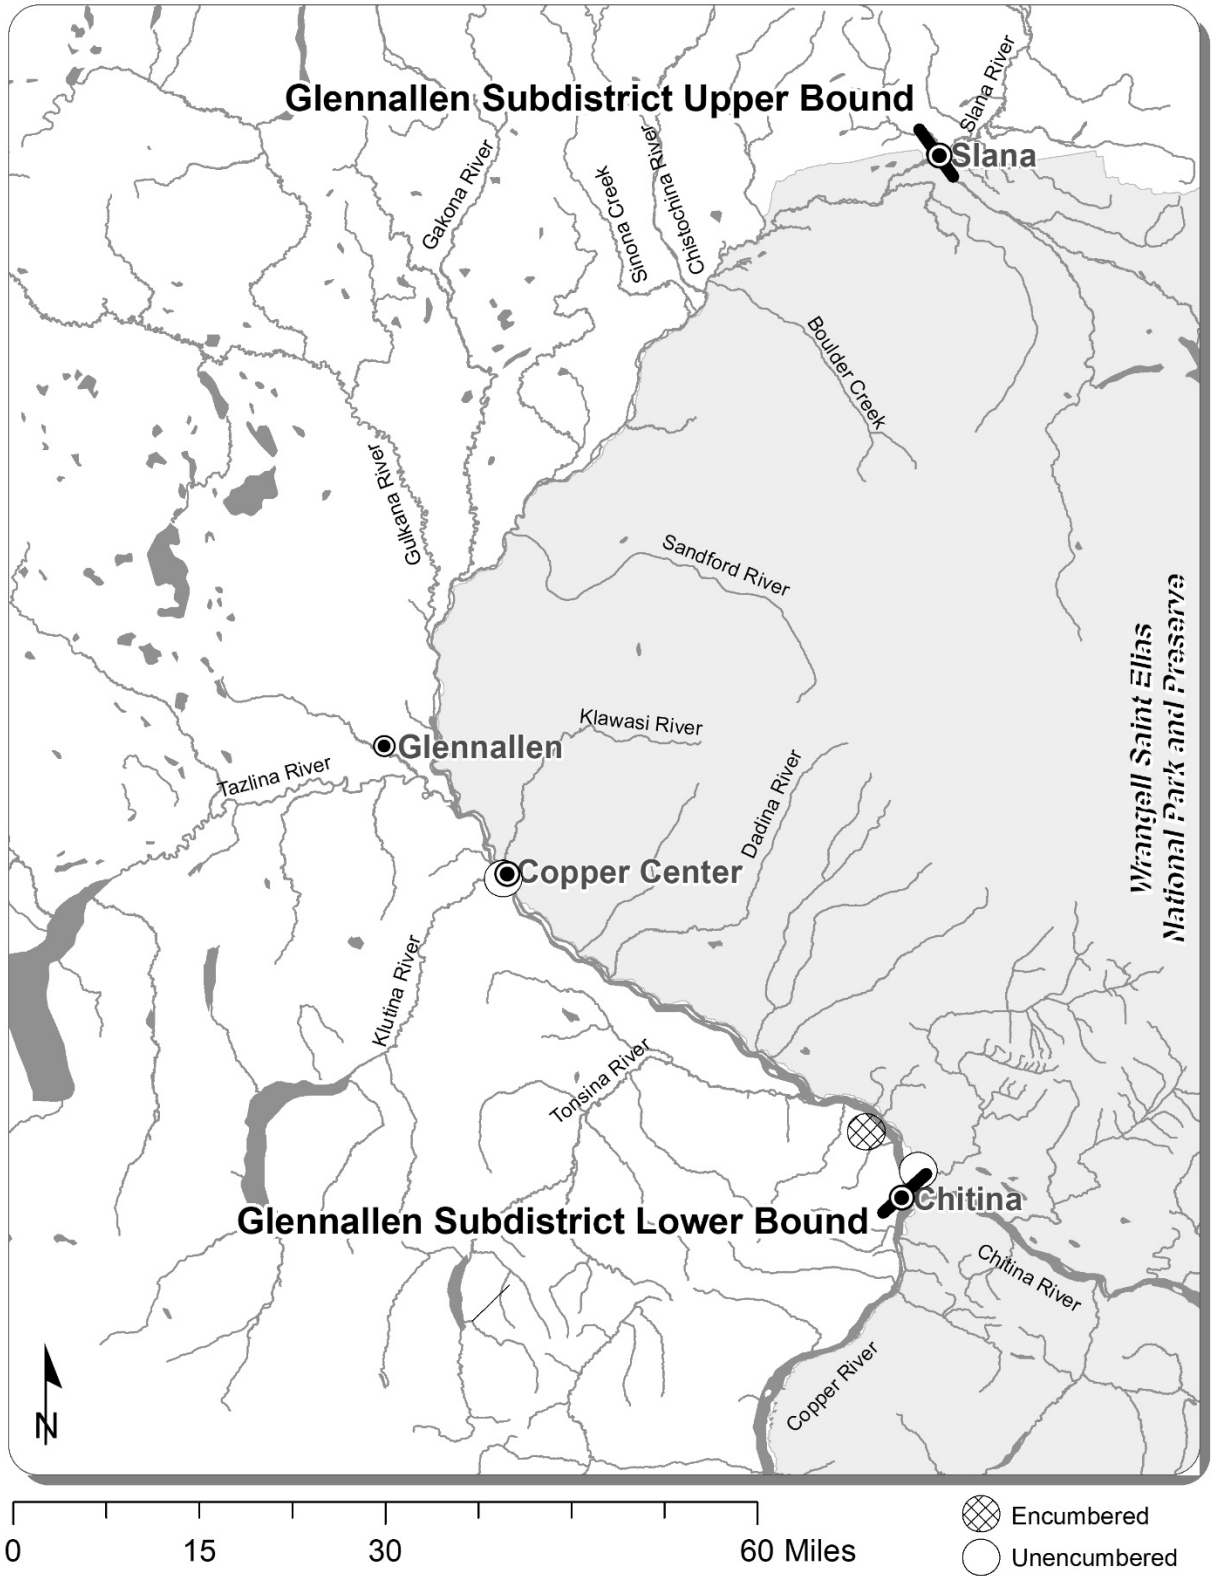 Glennallen Subdistrict Upper Bound
Slana River
Slana
Gakona River
Sinona Creek
Chistochina River
Boulder Creek
Gulkana River
Sandford River
Wrangell Saint Elias
National Park and Preserve
Klawasi River
Glennallen
Tazlina River
Dadina River
Copper Center
Klutina River
Tonsina River
Chitina
Glennallen Subdistrict Lower Bound
Chitina River
Copper River
N
0 15 30 60 Miles
Encumbered
Unencumbered